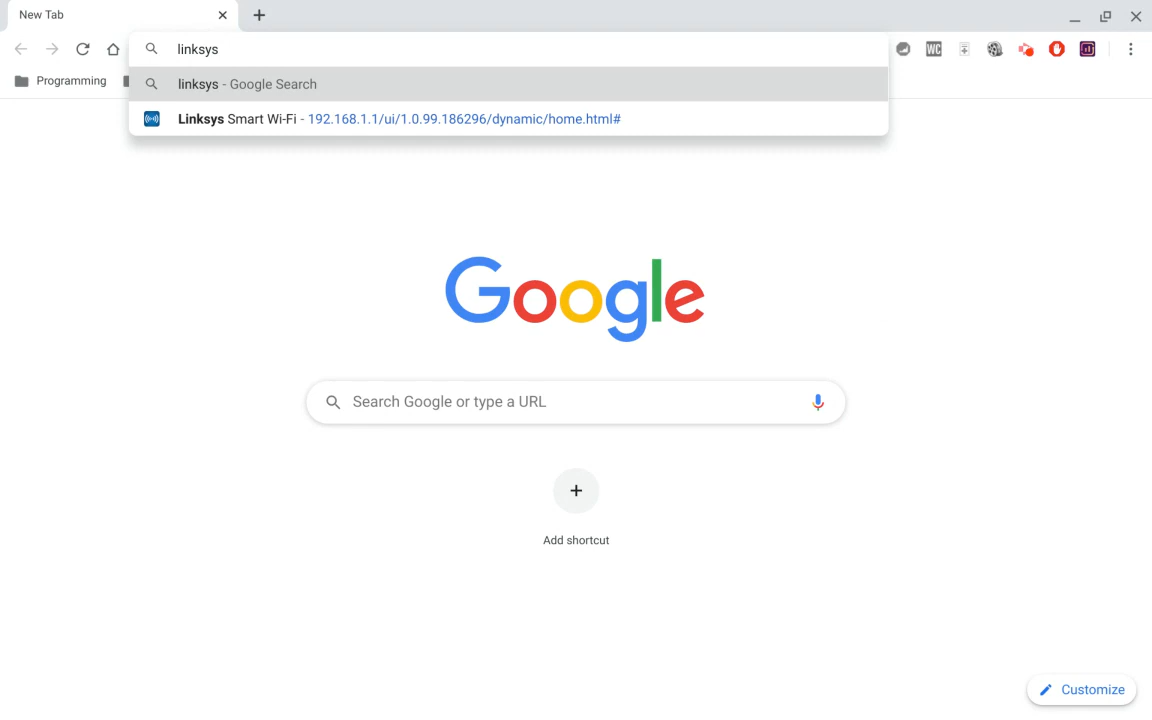 New Tab
linksys
WC
Programming
linksys - Google Search
Linksys Smart Wi-Fi - 192.168.1.1/ui/1.0.99.186296/dynamic/home.html#
Google
Search Google or type a URL
Add shortcut
Customize